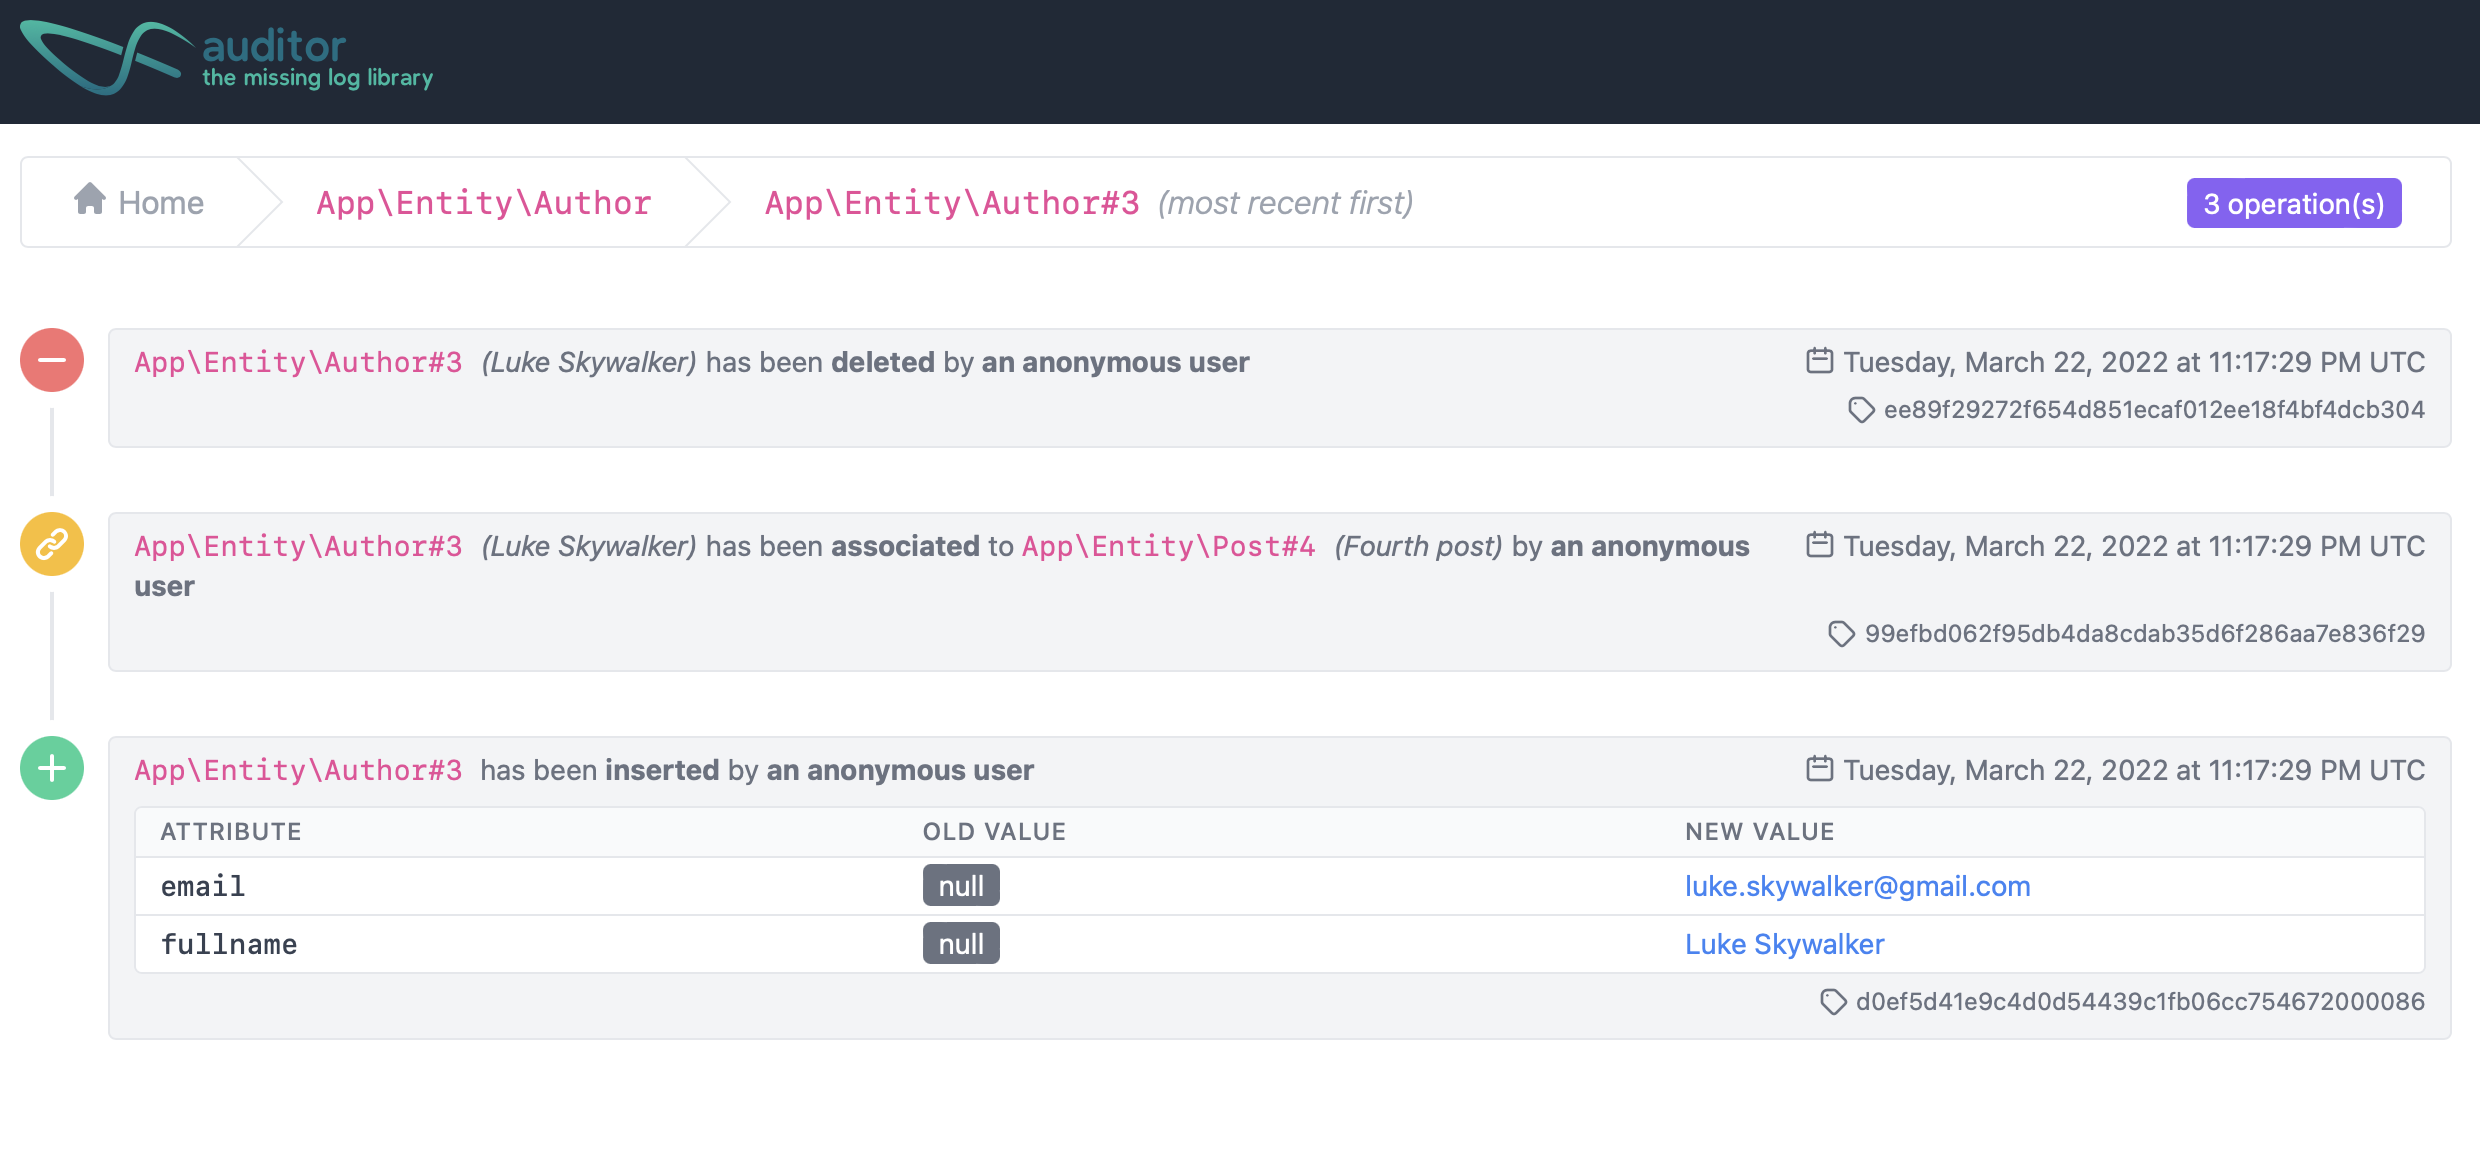 auditor
the missing log library
Home App\Entity\Author App\Entity\Author#3 (most recent first) 3 operation(s)
App\Entity\Author#3 (Luke Skywalker) has been deleted by an anonymous user Tuesday, March 22, 2022 at 11:17:29 PM UTC
ee89f29272f654d851ecaf012ee18f4bf4dcb304
App\Entity\Author#3 (Luke Skywalker) has been associated to App\Entity\Post#4 (Fourth post) by an anonymous Tuesday, March 22, 2022 at 11:17:29 PM UTC
user
99efbd062f95db4da8cdab35d6f286aa7e836f29
App\Entity\Author#3 has been inserted by an anonymous user Tuesday, March 22, 2022 at 11:17:29 PM UTC
ATTRIBUTE OLD VALUE NEW VALUE
email null luke.skywalker@gmail.com
fullname null Luke Skywalker
d0ef5d41e9c4d0d54439c1fb06cc754672000086